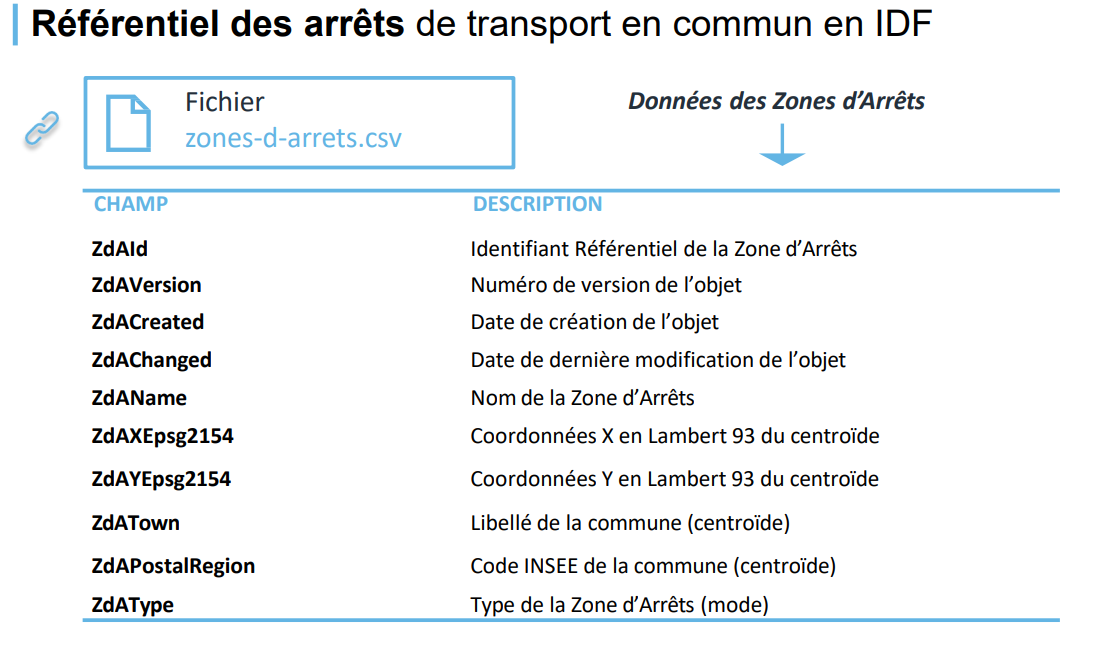 Référentiel des arrêts de transport en commun en IDF
Fichier
zones-d-arrets.csv
Données des Zones d’Arrêts
CHAMP DESCRIPTION
ZdAId Identifiant Référentiel de la Zone d’Arrêts
ZdAVersion Numéro de version de l’objet
ZdACreated Date de création de l’objet
ZdAChanged Date de dernière modification de l’objet
ZdAName Nom de la Zone d’Arrêts
ZdAXEpsg2154 Coordonnées X en Lambert 93 du centroïde
ZdAYEpsg2154 Coordonnées Y en Lambert 93 du centroïde
ZdATown Libellé de la commune (centroïde)
ZdAPostalRegion Code INSEE de la commune (centroïde)
ZdAType Type de la Zone d’Arrêts (mode)